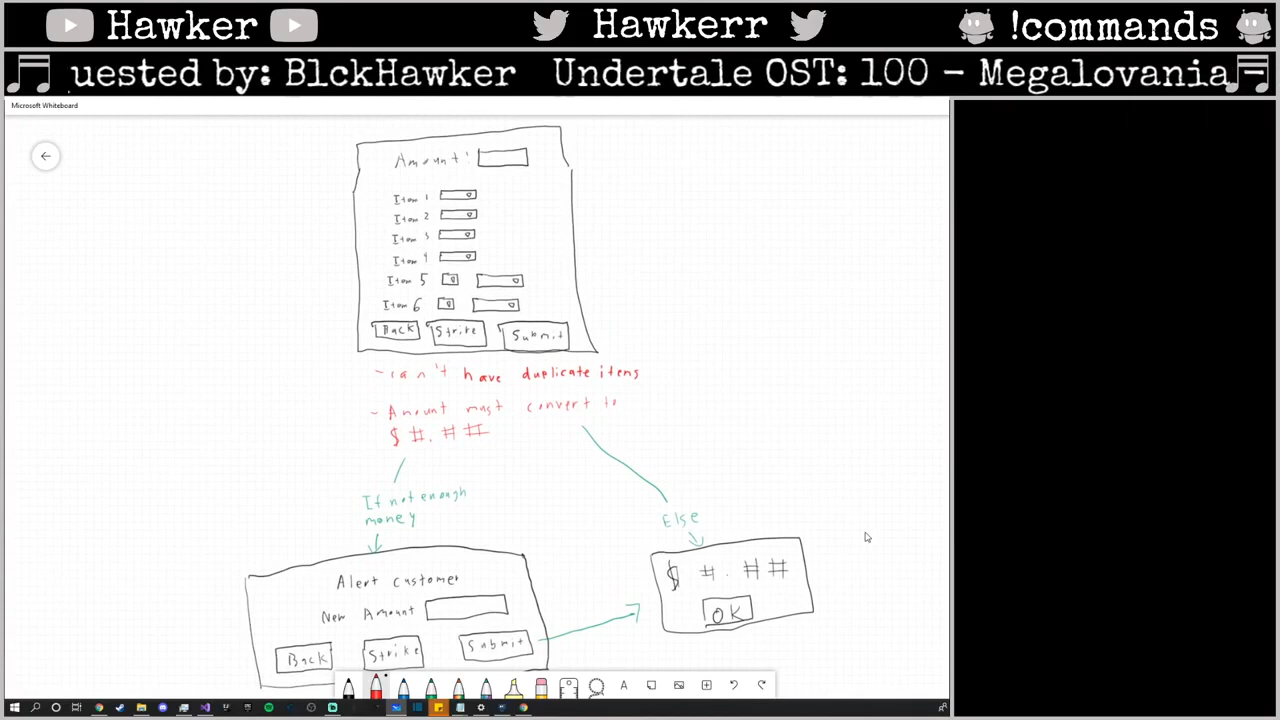 Hawker
Hawkerr
!commands
uested by: BlckHawker Undertale OST: 100 - Megalovania -
Microsoft Whiteboard
Amount:
Item 1
Item 2
Item 3
Item 4
Item 5
Item 6
Back Strike Submit
- can't have duplicate items
- Amount must convert to
$ #.##
If not enough
money
Else
Alert Customer
New Amount
Back Strike Submit
$ #.##
OK